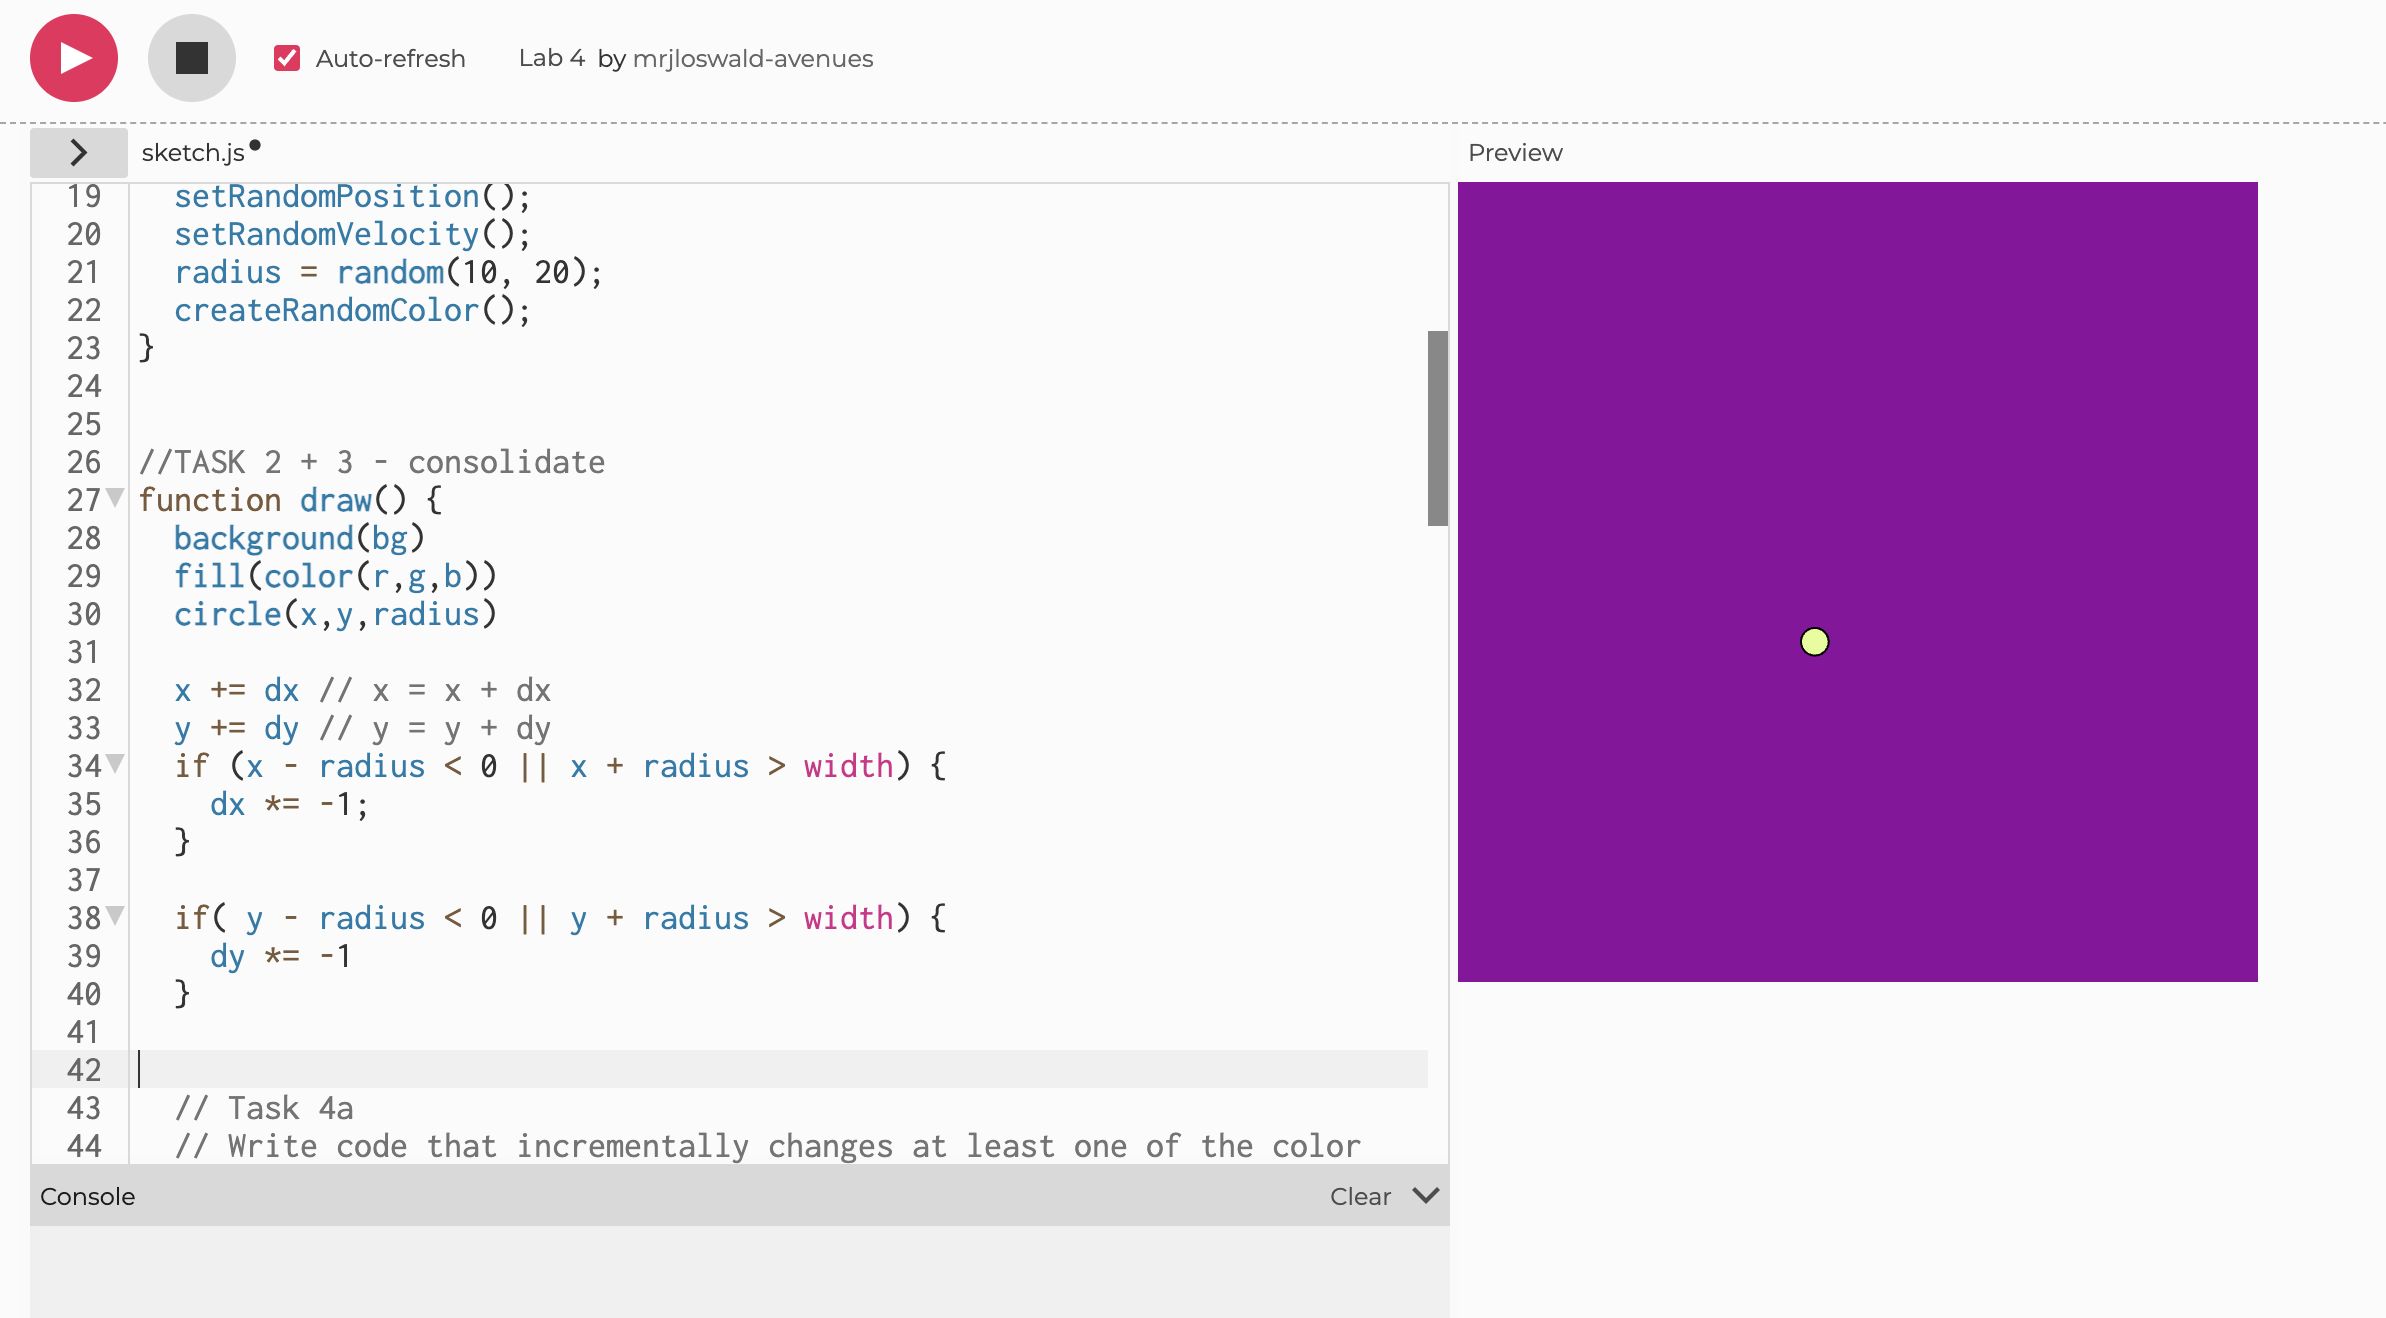 Auto-refresh Lab 4 by mrjloswald-avenues
sketch.js
Preview
19 setRandomPosition();
20 setRandomVelocity();
21 radius = random(10, 20);
22 createRandomColor();
23 }
24
25
26 //TASK 2 + 3 - consolidate
27 function draw() {
28 background(bg)
29 fill(color(r,g,b))
30 circle(x,y,radius)
31
32 x += dx // x = x + dx
33 y += dy // y = y + dy
34 if (x - radius < 0 || x + radius > width) {
35 dx *= -1;
36 }
37
38 if( y - radius < 0 || y + radius > width) {
39 dy *= -1
40 }
41
42
43 // Task 4a
44 // Write code that incrementally changes at least one of the color
Console
Clear